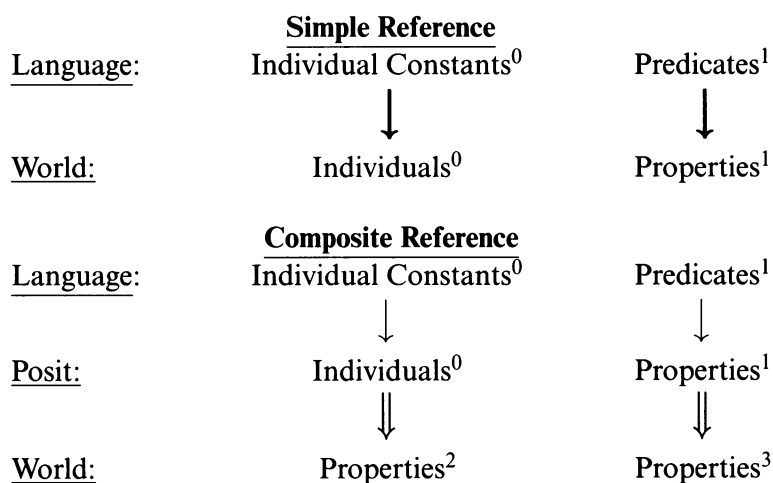 Simple Reference
Language: Individual Constants⁰ Predicates¹
World: Individuals⁰ Properties¹
Composite Reference
Language: Individual Constants⁰ Predicates¹
Posit: Individuals⁰ Properties¹
World: Properties² Properties³